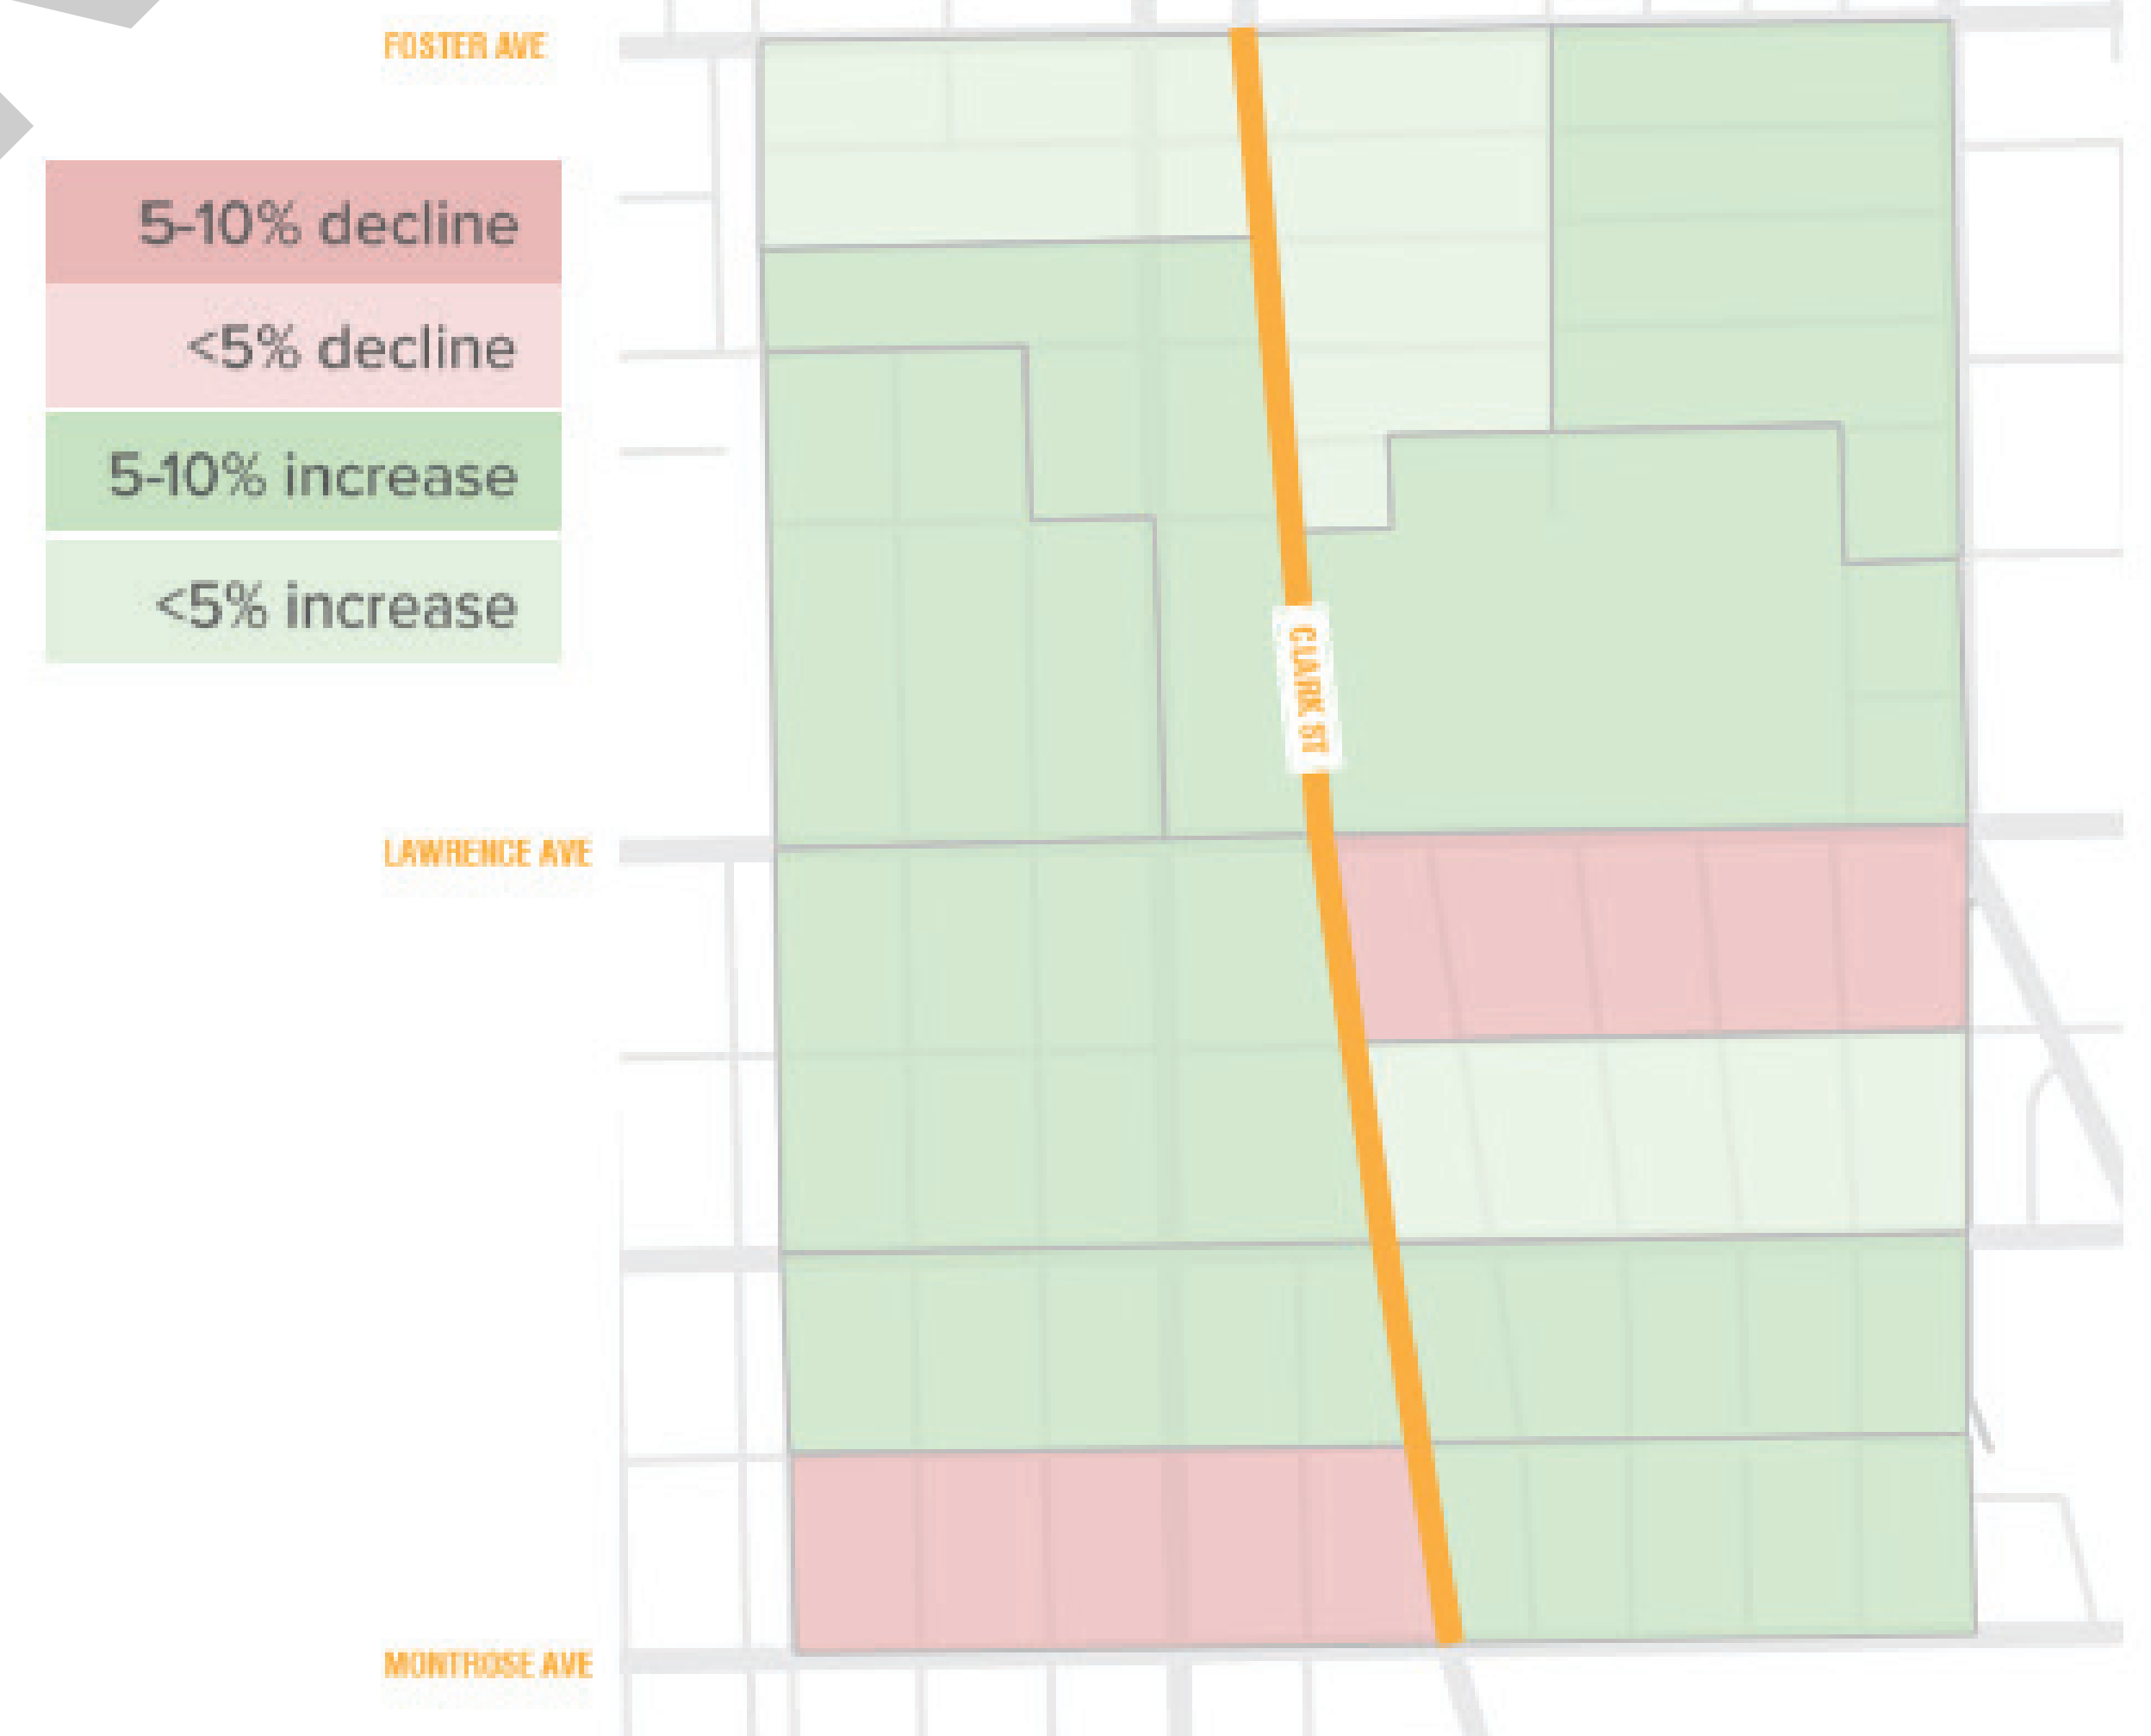 FOSTER AVE
5-10% decline
<5% decline
5-10% increase
<5% increase
CLARK ST
LAWRENCE AVE
MONTROSE AVE